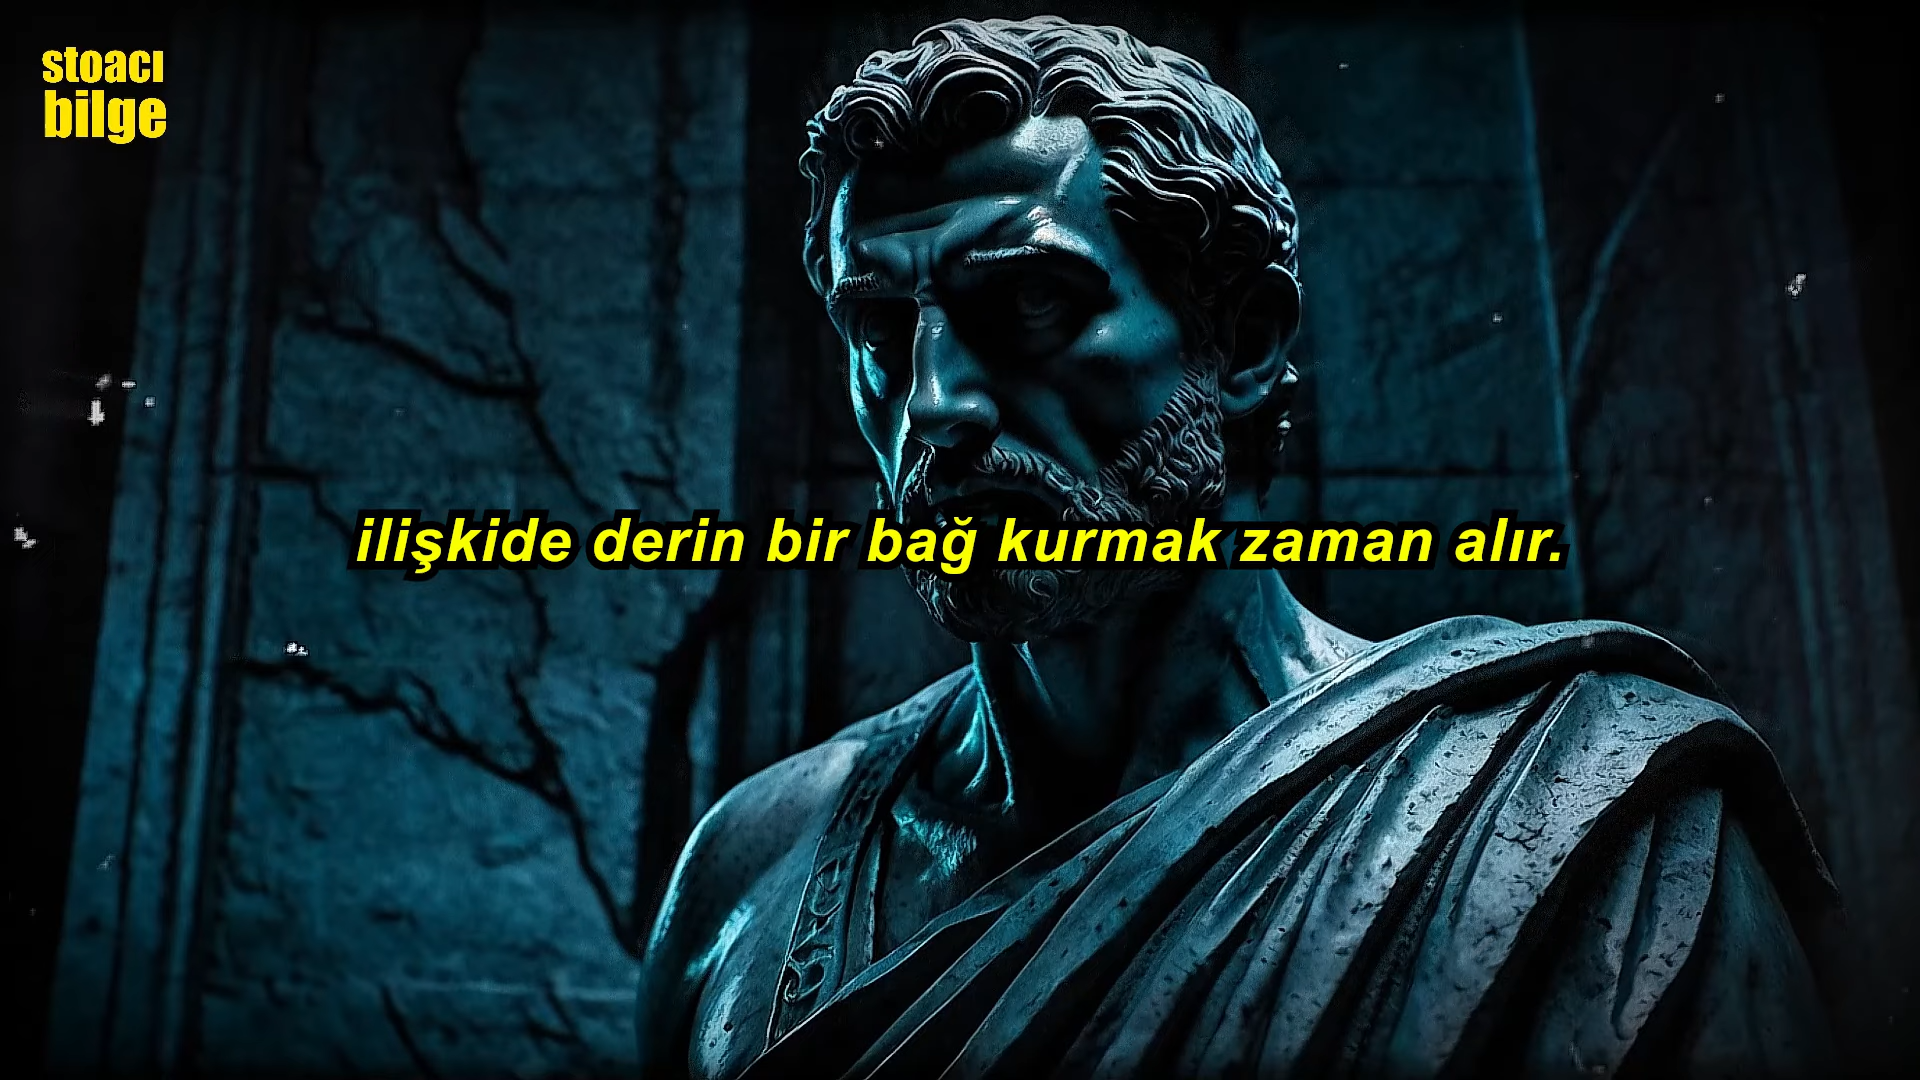 stoacı
bilge
ilişkide derin bir bağ kurmak zaman alır.